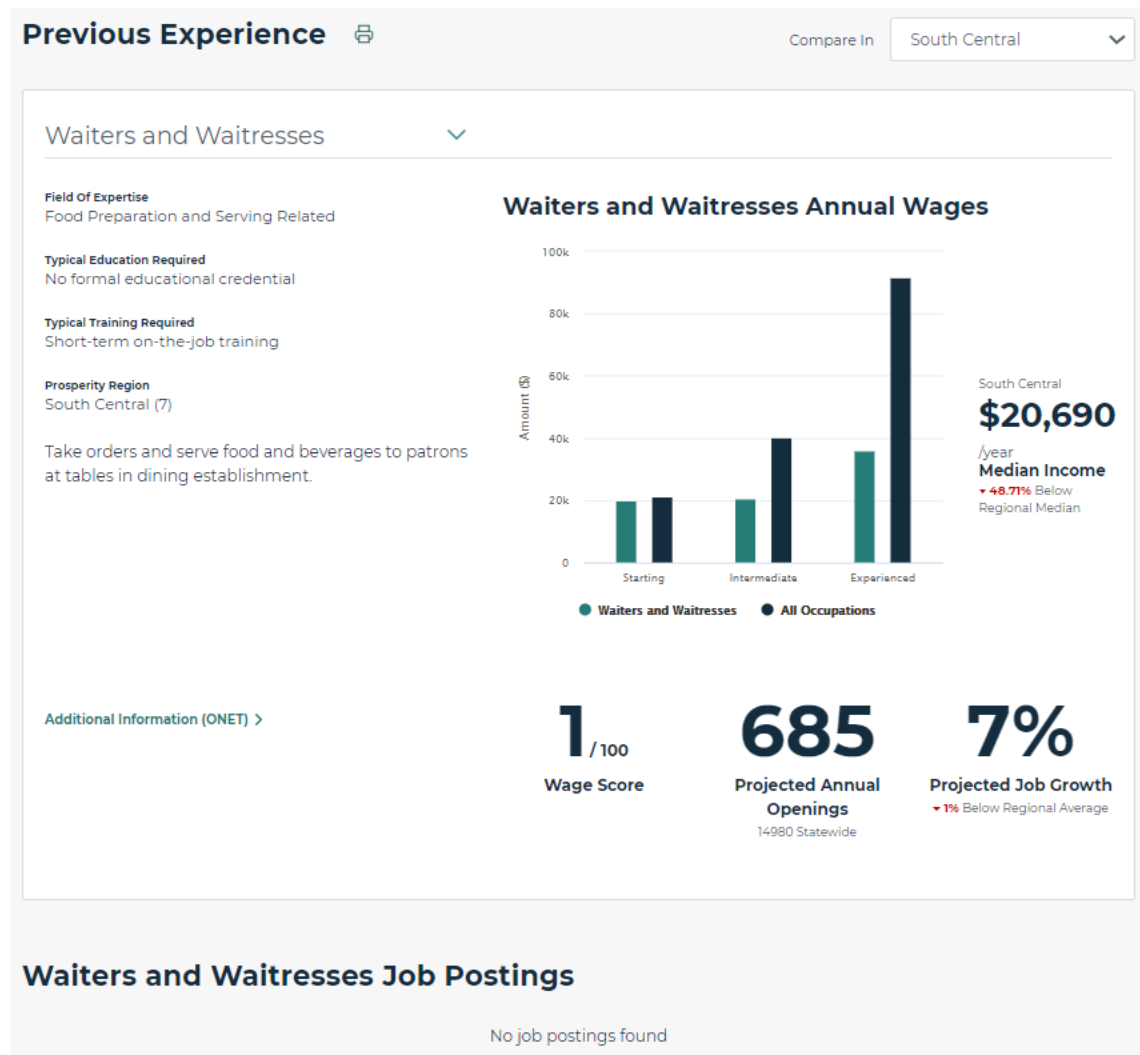 Previous Experience
Compare In
South Central
Waiters and Waitresses
Field Of Expertise
Food Preparation and Serving Related
Typical Education Required
No formal educational credential
Typical Training Required
Short-term on-the-job training
Prosperity Region
South Central (7)
Take orders and serve food and beverages to patrons
at tables in dining establishment.
Additional Information (ONET) >
Waiters and Waitresses Annual Wages
Amount ($)
100k
80k
60k
40k
20k
0
Starting
Intermediate
Experienced
Waiters and Waitresses
All Occupations
South Central
$20,690
/year
Median Income
48.71% Below
Regional Median
1 / 100
Wage Score
685
Projected Annual
Openings
14980 Statewide
7%
Projected Job Growth
1% Below Regional Average
Waiters and Waitresses Job Postings
No job postings found